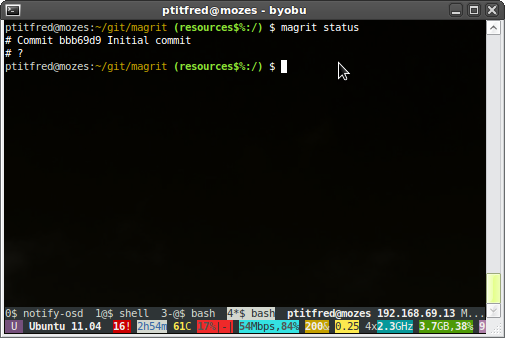 ptitfred@mozes - byobu
ptitfred@mozes:~/git/magrit (resources$%:/) $ magrit status
# Commit bbb69d9 Initial commit
# ?
ptitfred@mozes:~/git/magrit (resources$%:/) $
0$ notify-osd 1@$ shell 3-@$ bash 4*$ bash ptitfred@mozes 192.168.69.13 M...
U Ubuntu 11.04 16! 2h54m 61C 17%|-| 54Mbps,84% 200& 0.25 4x2.3GHz 3.7GB,38% 9